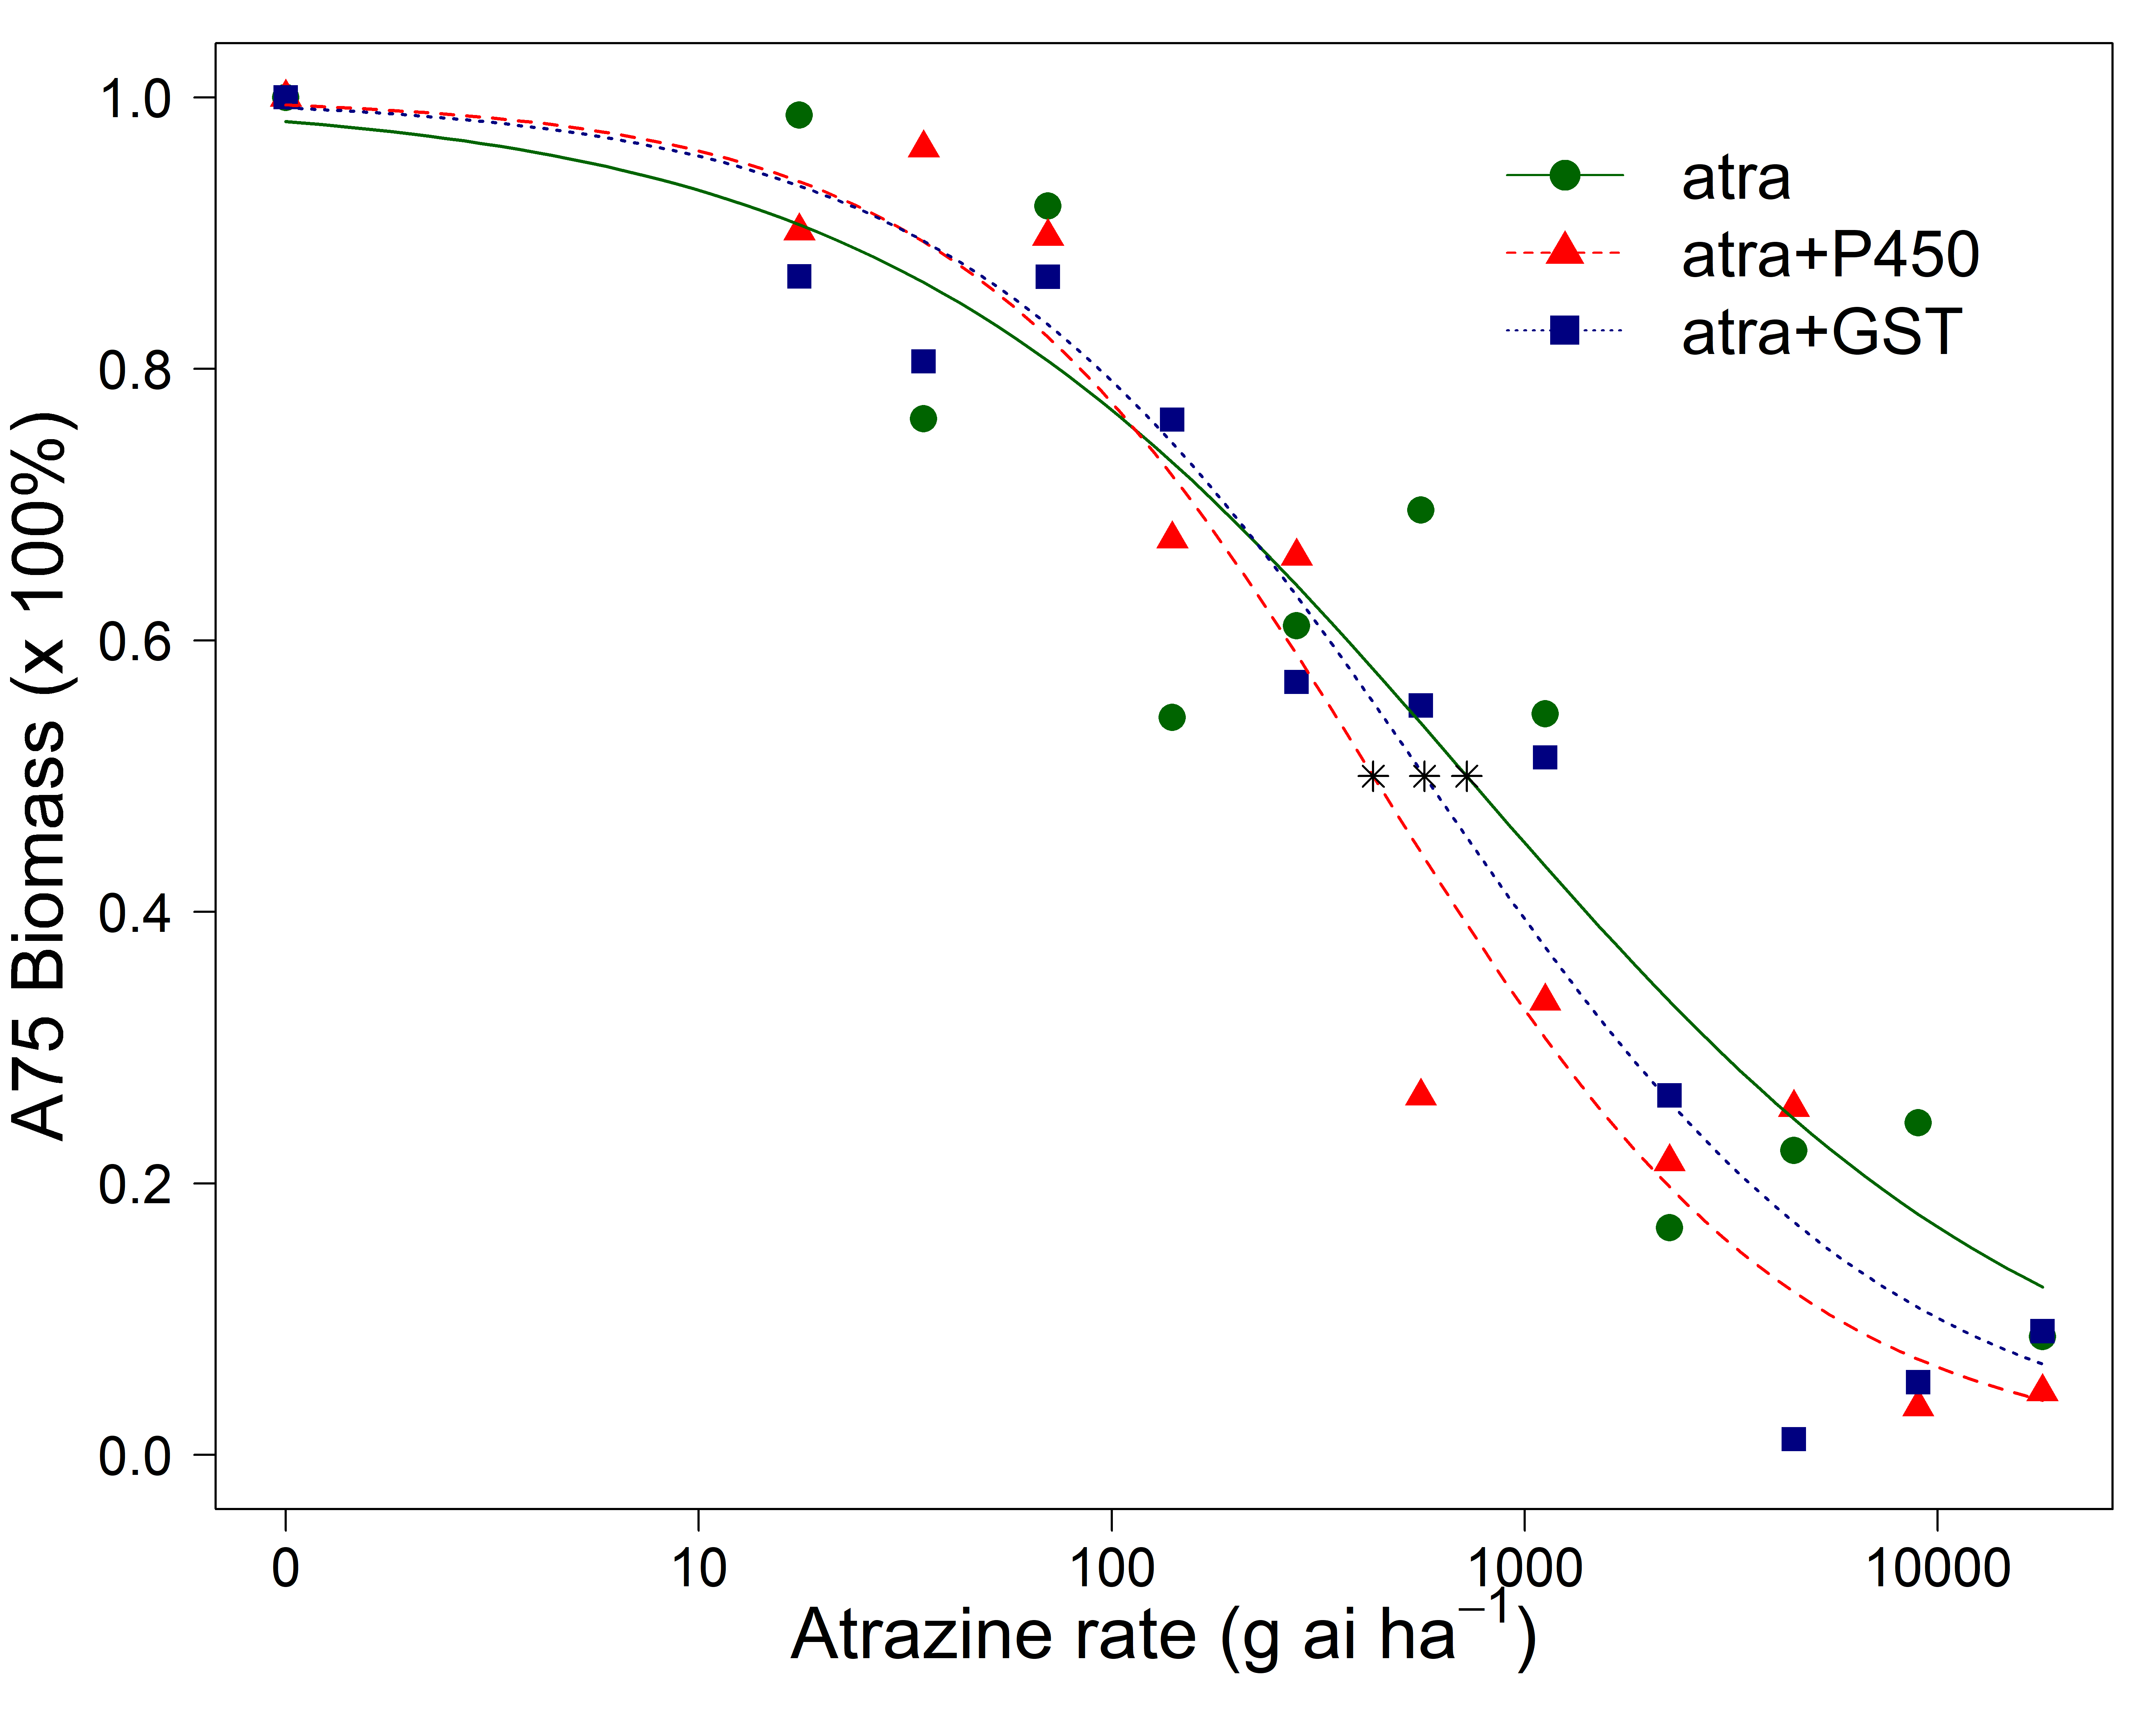 A75 Biomass (x 100%)
1.0
0.8
0.6
0.4
0.2
0.0
atra
atra+P450
atra+GST
0 10 100 1000 10000
Atrazine rate (g ai ha⁻¹)